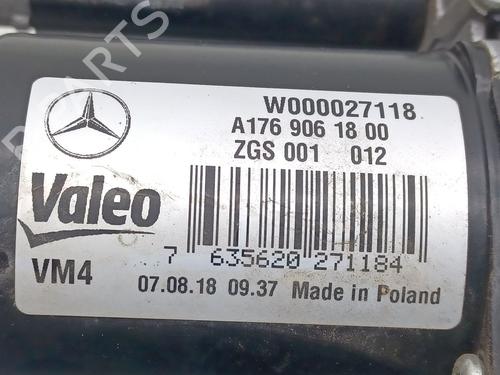 W000027118
A176 906 18 00
ZGS 001 012
Valeo
7 635620 271184
VM4
07.08.18 09.37 Made in Poland